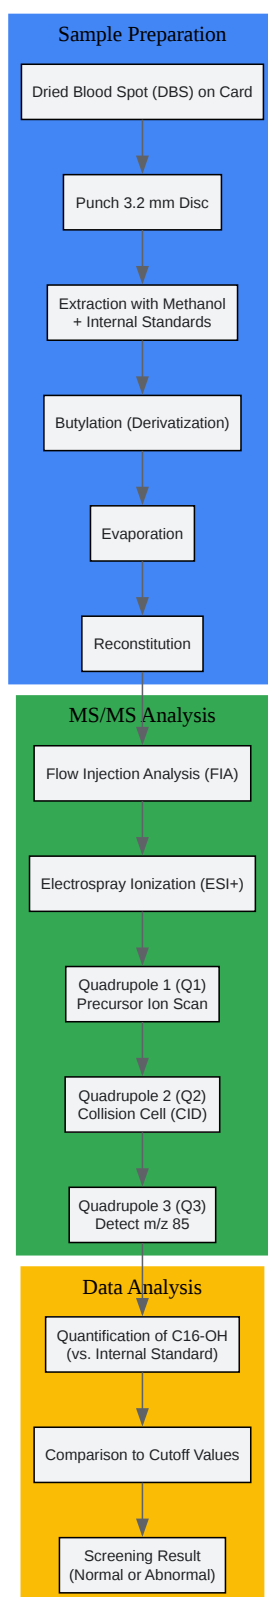 Sample Preparation
Dried Blood Spot (DBS) on Card
Punch 3.2 mm Disc
Extraction with Methanol
+ Internal Standards
Butylation (Derivatization)
Evaporation
Reconstitution
MS/MS Analysis
Flow Injection Analysis (FIA)
Electrospray Ionization (ESI+)
Quadrupole 1 (Q1)
Precursor Ion Scan
Quadrupole 2 (Q2)
Collision Cell (CID)
Quadrupole 3 (Q3)
Detect m/z 85
Data Analysis
Quantification of C16-OH
(vs. Internal Standard)
Comparison to Cutoff Values
Screening Result
(Normal or Abnormal)